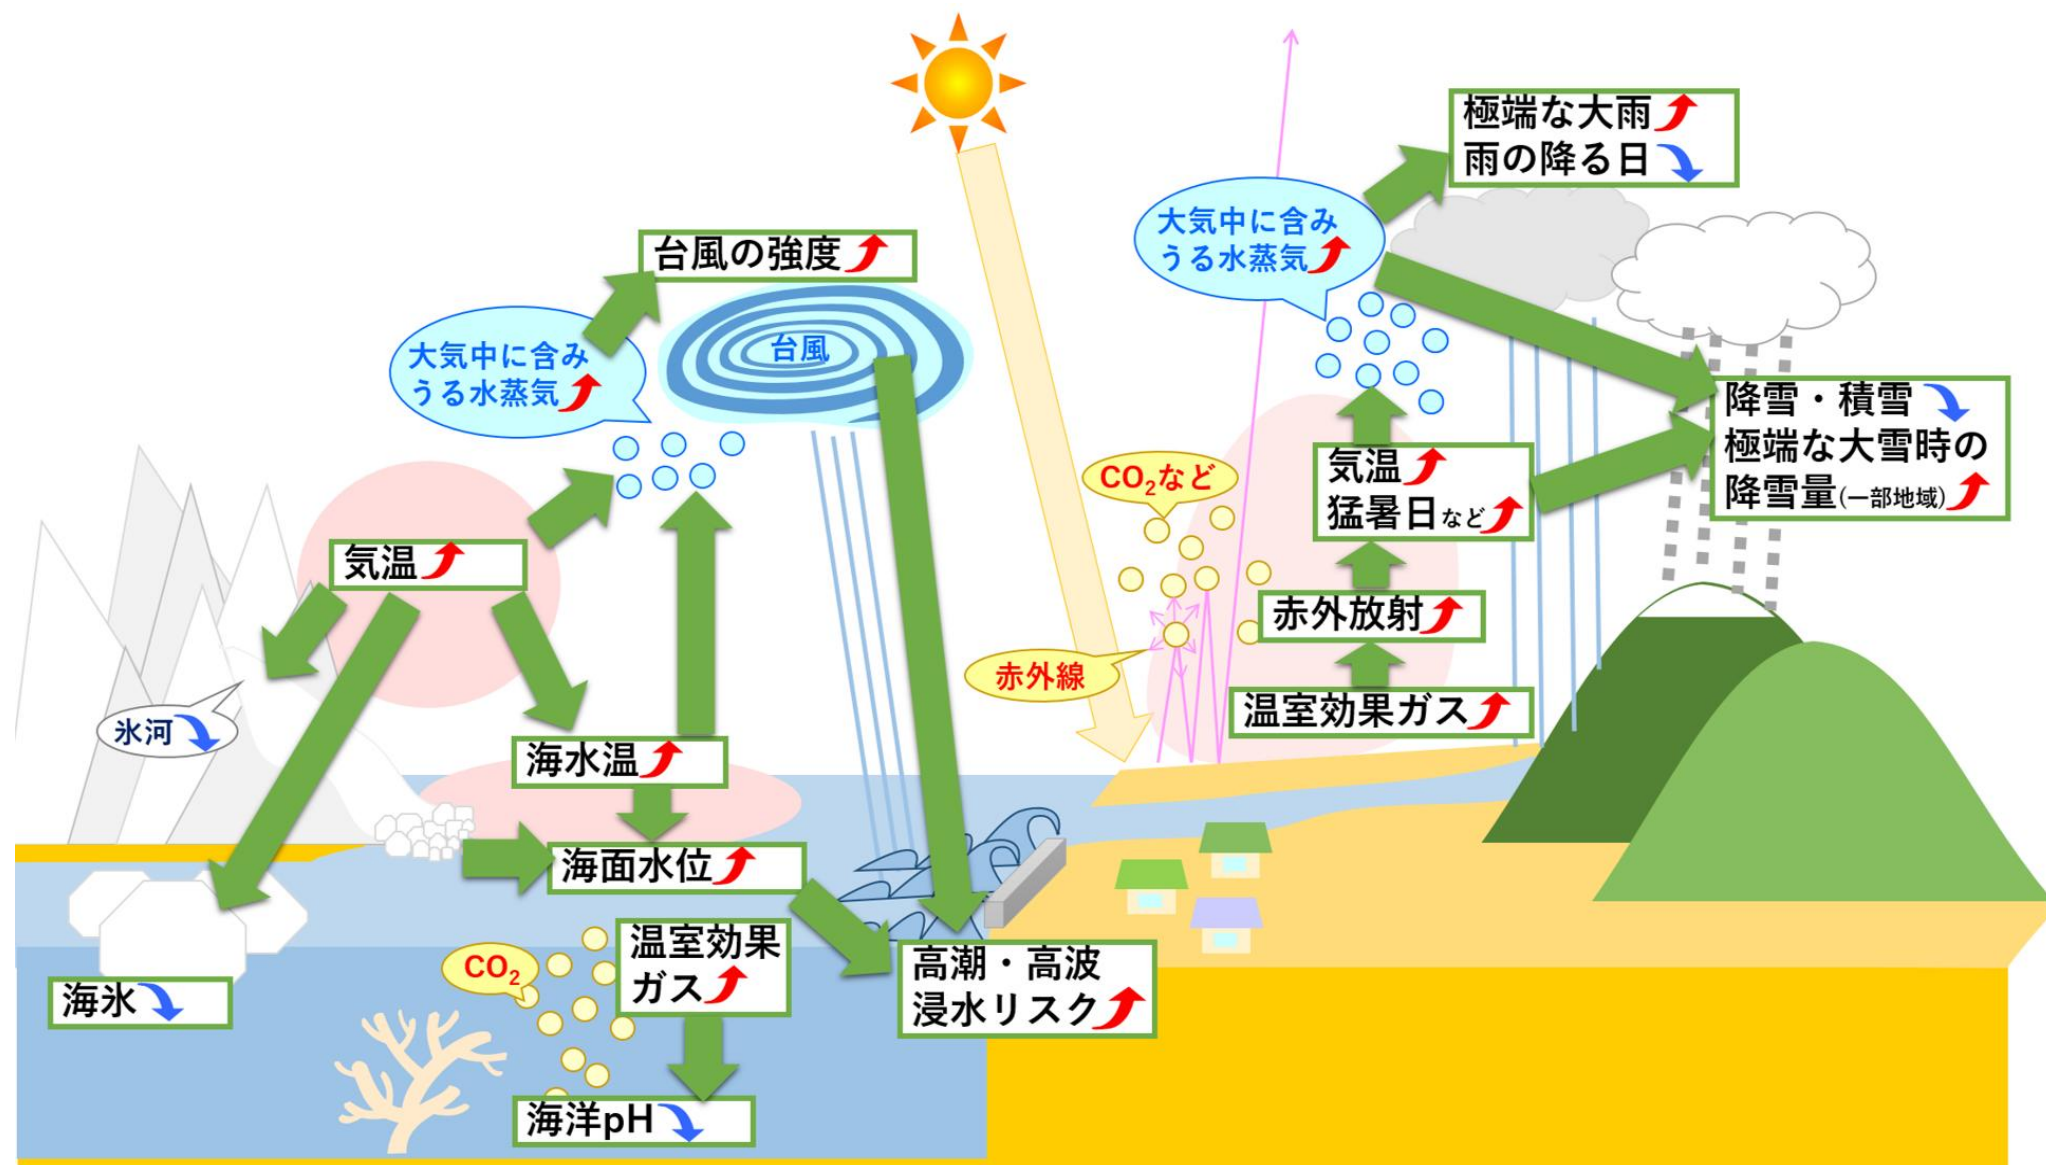 極端な大雨
雨の降る日
大気中に含み
うる水蒸気
台風の強度
大気中に含み
うる水蒸気
台風
降雪・積雪
極端な大雪時の
降雪量(一部地域)
CO₂など
気温
猛暑日など
気温
赤外放射
赤外線
温室効果ガス
氷河
海水温
海面水位
温室効果
ガス
CO₂
高潮・高波
浸水リスク
海氷
海洋pH